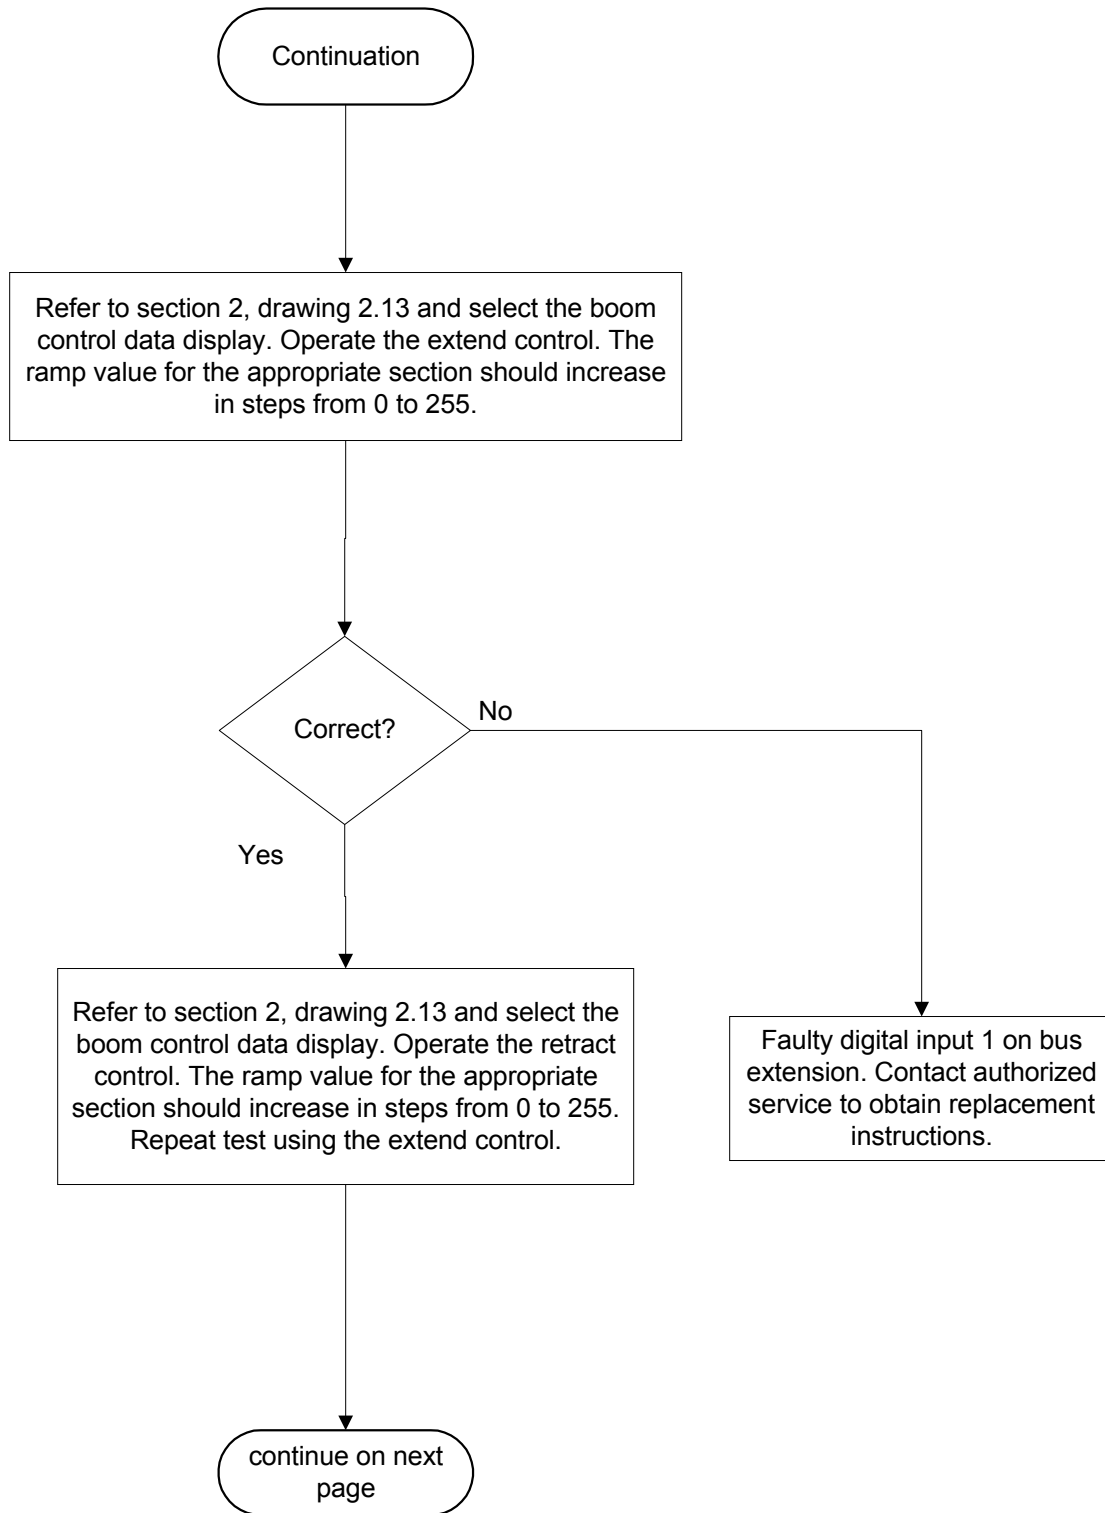 Continuation
Refer to section 2, drawing 2.13 and select the boom
control data display. Operate the extend control. The
ramp value for the appropriate section should increase
in steps from 0 to 255.
Correct?
No
Yes
Refer to section 2, drawing 2.13 and select the
boom control data display. Operate the retract
control. The ramp value for the appropriate
section should increase in steps from 0 to 255.
Repeat test using the extend control.
Faulty digital input 1 on bus
extension. Contact authorized
service to obtain replacement
instructions.
continue on next
page